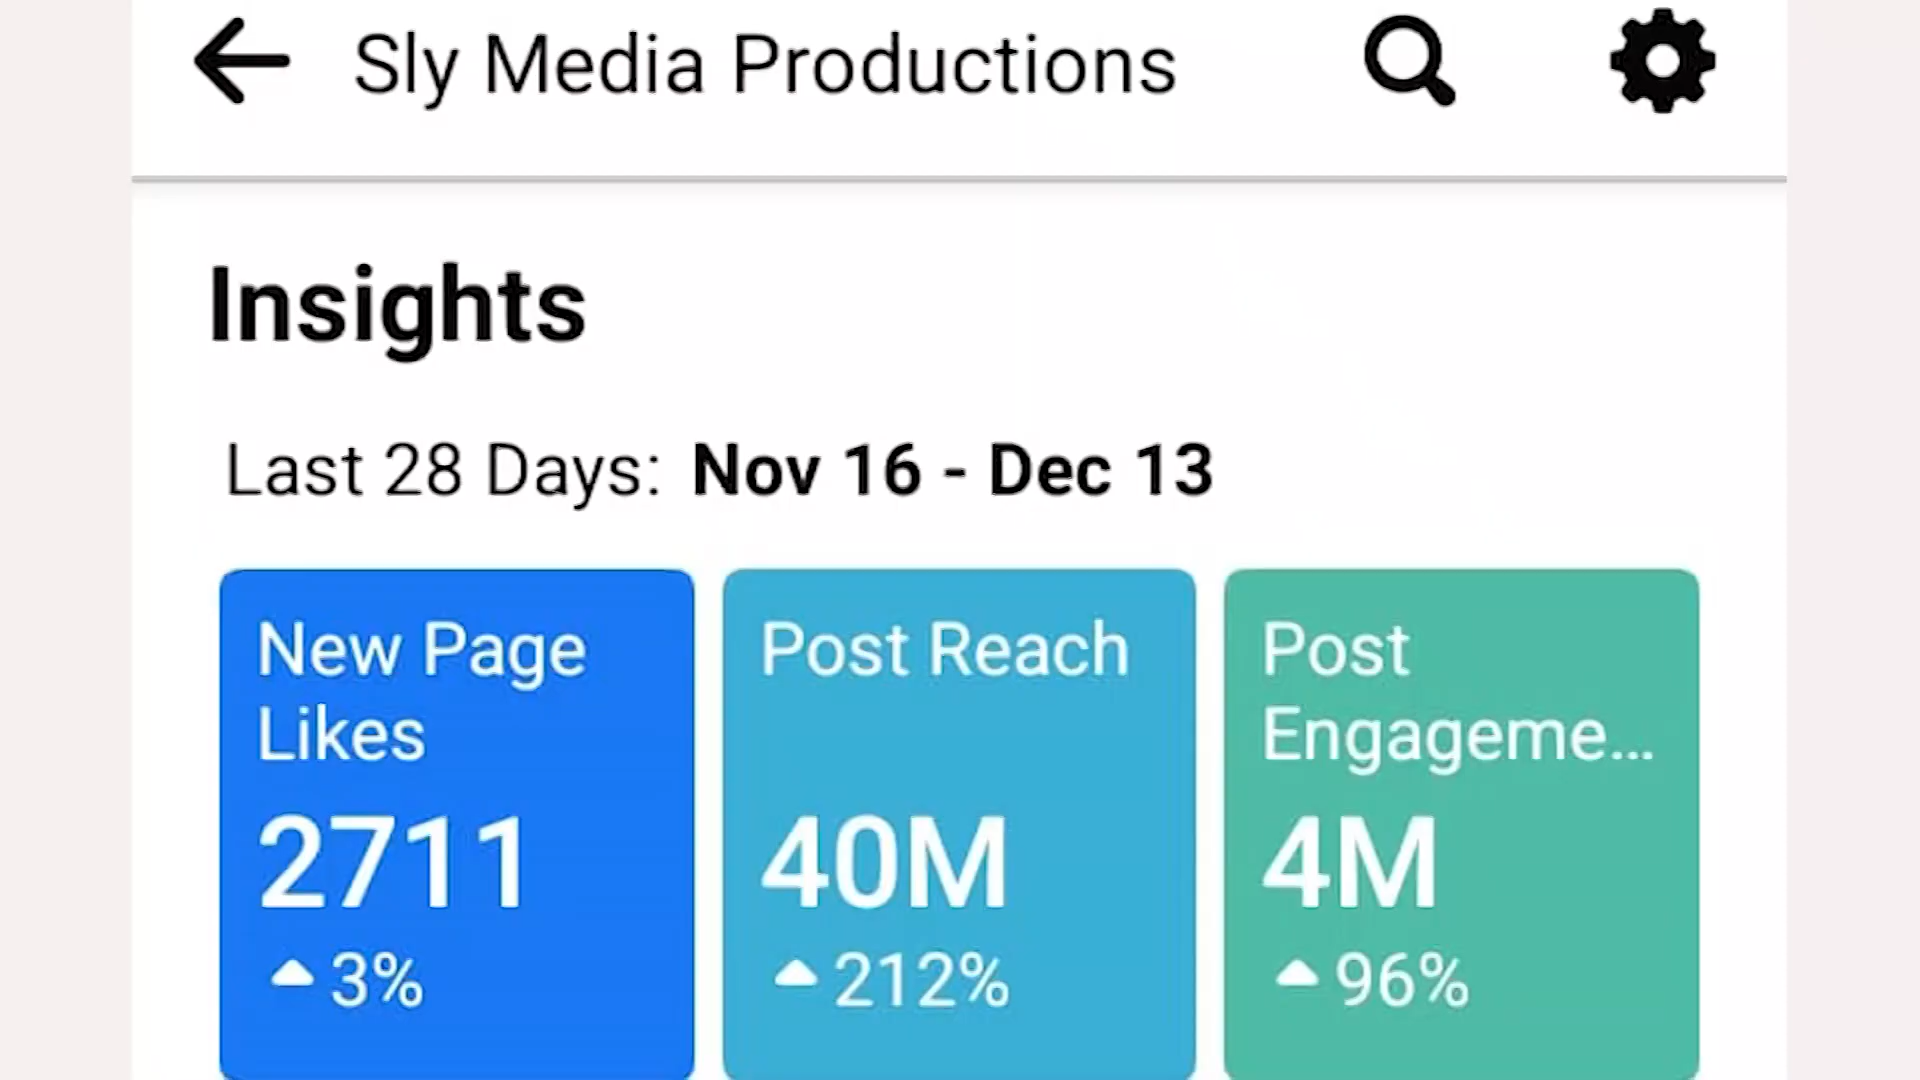 Sly Media Productions
Insights
Last 28 Days: Nov 16 - Dec 13
New Page
Likes
2711
3%
Post Reach
40M
212%
Post
Engageme...
4M
96%